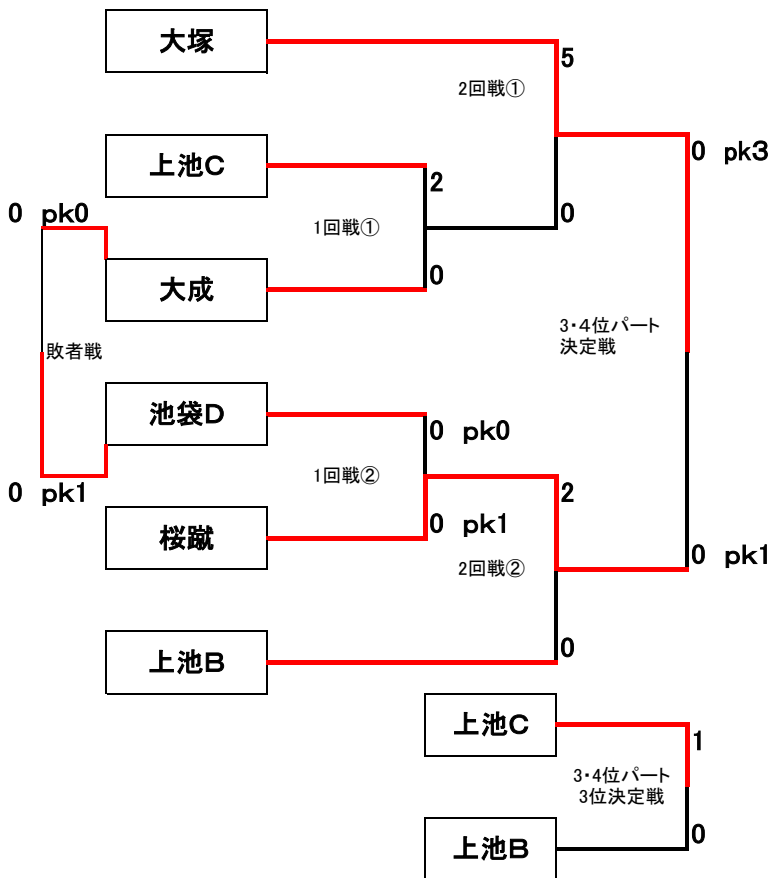 大塚
5
2回戦①
0 pk3
上池C
2
0 pk0
1回戦①
0
0
大成
3・4位パート
決定戦
敗者戦
池袋D
0 pk0
1回戦②
2
0 pk1
桜蹴
0 pk1
2回戦②
0 pk1
上池B
0
上池C
1
3・4位パート
3位決定戦
0
上池B